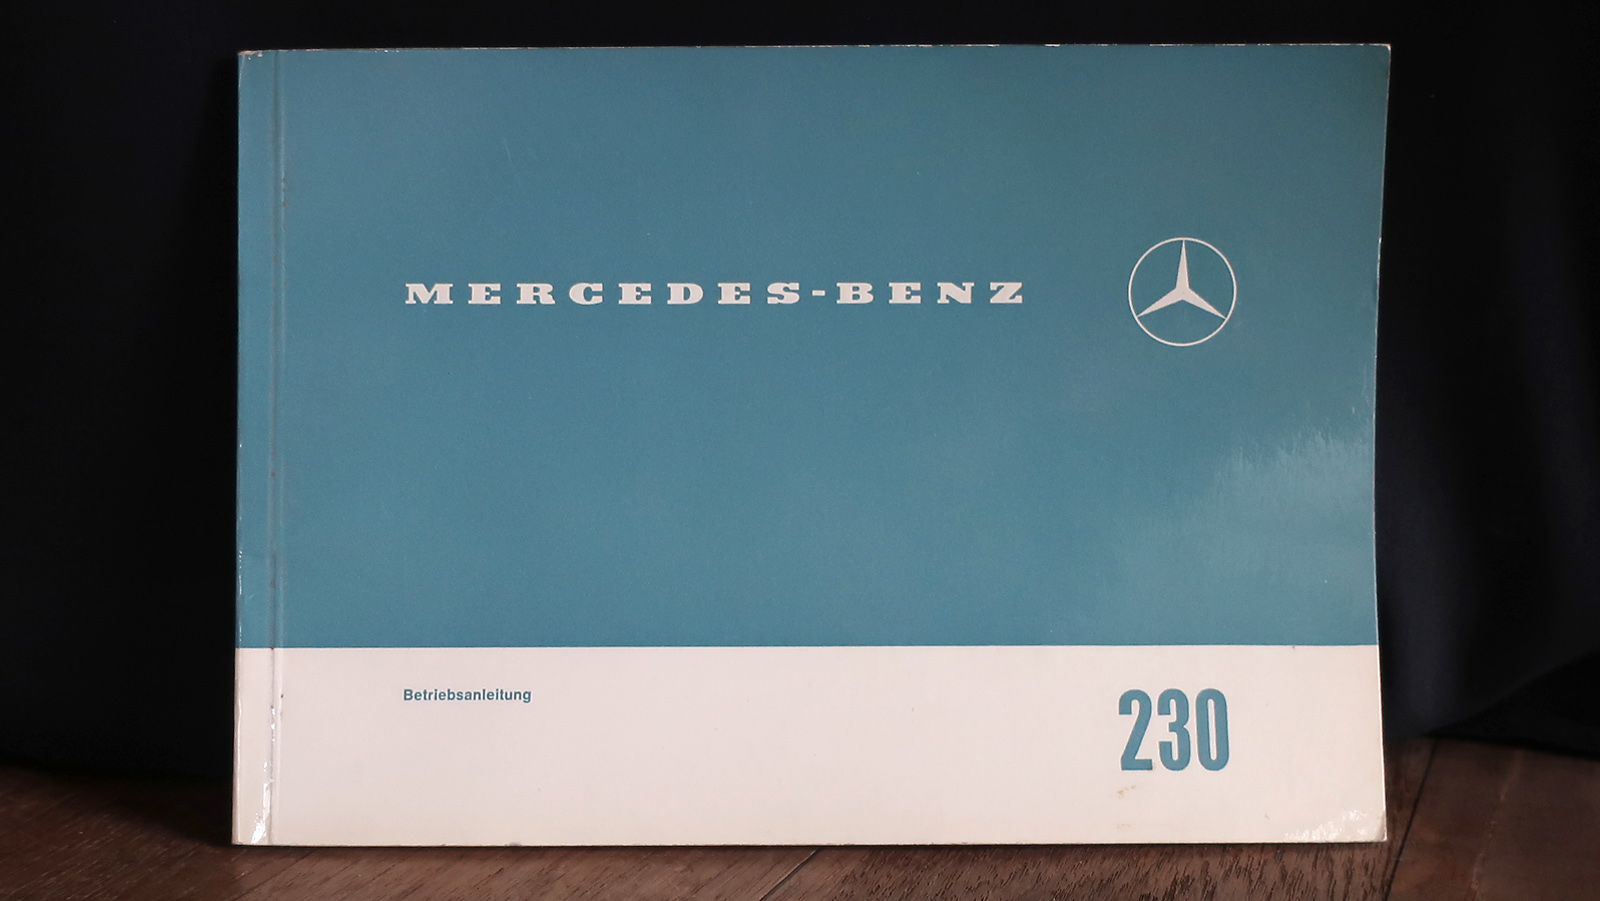 MERCEDES-BENZ
Betriebsanleitung
230